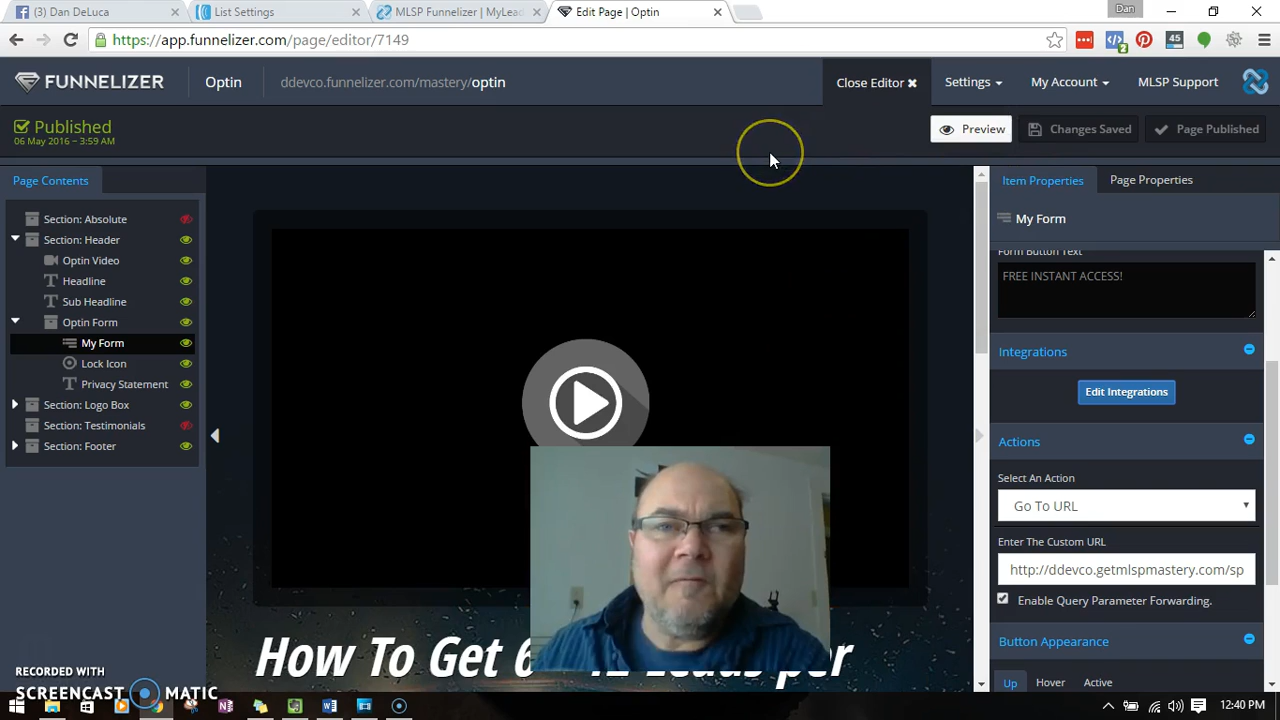 (3) Dan DeLuca
List Settings
MLSP Funnelizer | MyLead
Edit Page | Optin
Dan
https://app.funnelizer.com/page/editor/7149
45
2
FUNNELIZER
Optin
ddevco.funnelizer.com/mastery/optin
Close Editor
Settings
My Account
MLSP Support
Published
06 May 2016 ~ 3:59 AM
Preview
Changes Saved
Page Published
Page Contents
Item Properties
Page Properties
Section: Absolute
Section: Header
Optin Video
Headline
Sub Headline
Optin Form
My Form
Lock Icon
Privacy Statement
Section: Logo Box
Section: Testimonials
Section: Footer
My Form
Form Button Text
FREE INSTANT ACCESS!
Integrations
Edit Integrations
Actions
Select An Action
Go To URL
Enter The Custom URL
http://ddevco.getmlspmastery.com/sp
Enable Query Parameter Forwarding.
Button Appearance
Up
Hover
Active
How To Get 6 Leads per
RECORDED WITH
SCREENCAST MATIC
12:40 PM